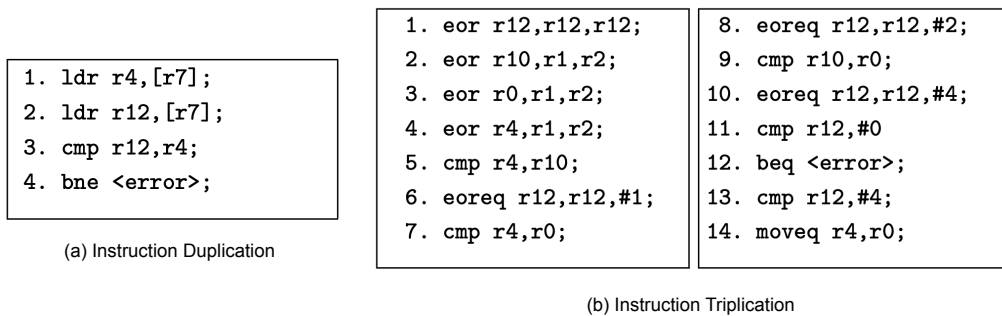 1. ldr r4,[r7];
2. ldr r12,[r7];
3. cmp r12,r4;
4. bne <error>;
(a) Instruction Duplication
1. eor r12,r12,r12;
2. eor r10,r1,r2;
3. eor r0,r1,r2;
4. eor r4,r1,r2;
5. cmp r4,r10;
6. eoreq r12,r12,#1;
7. cmp r4,r0;
8. eoreq r12,r12,#2;
9. cmp r10,r0;
10. eoreq r12,r12,#4;
11. cmp r12,#0
12. beq <error>;
13. cmp r12,#4;
14. moveq r4,r0;
(b) Instruction Triplication